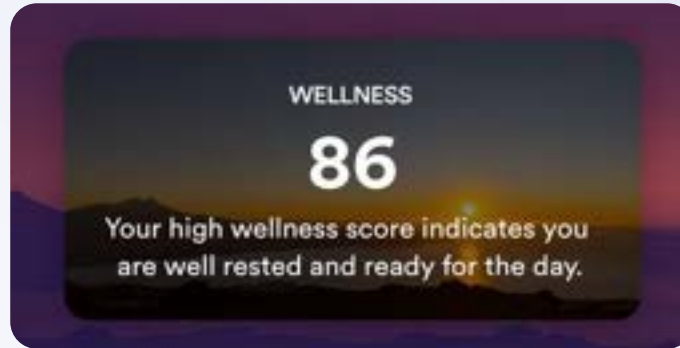 WELLNESS
86
Your high wellness score indicates you
are well rested and ready for the day.